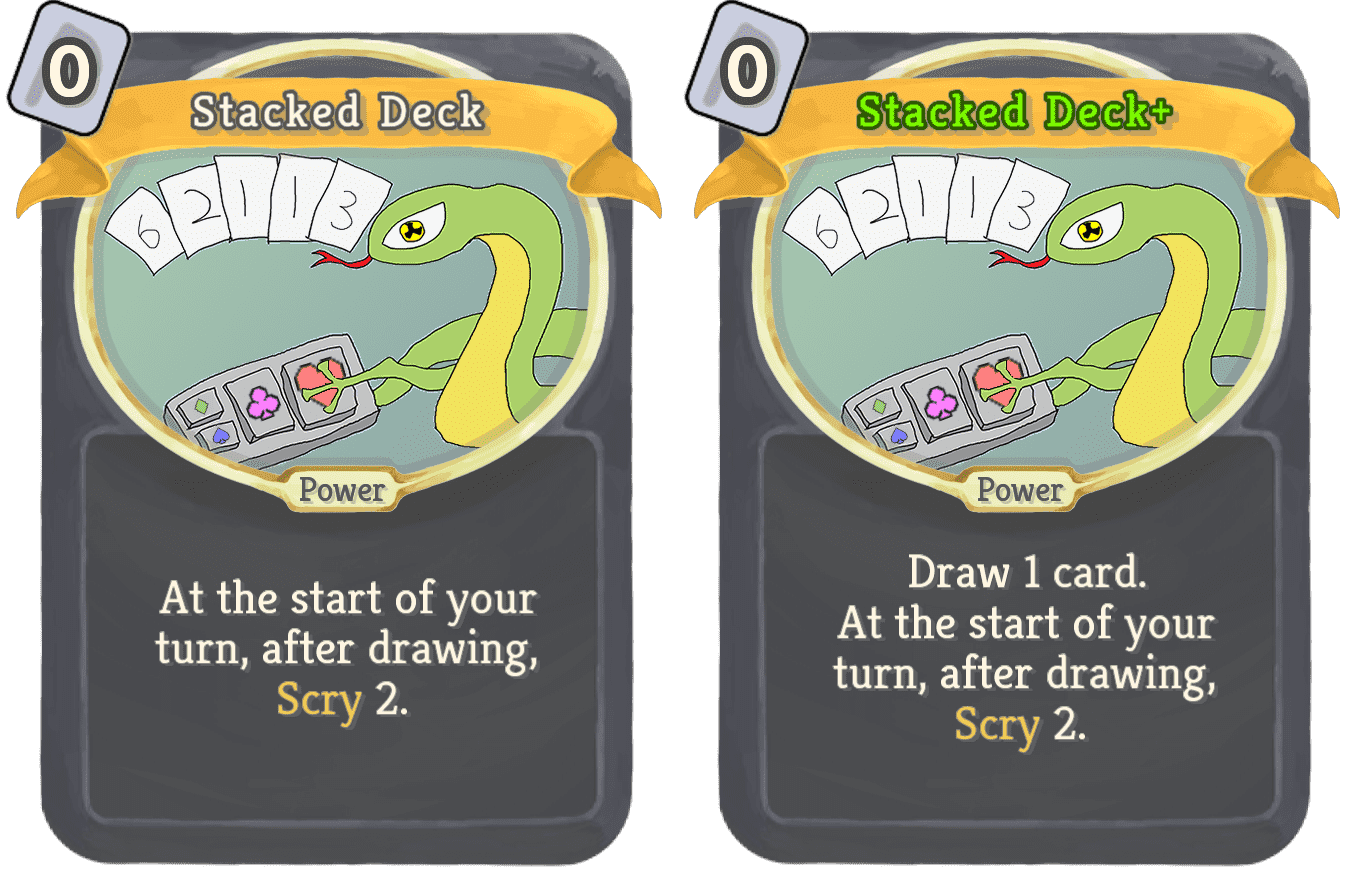 0
Stacked Deck
6 2 1 1 3
Power
At the start of your
turn, after drawing,
Scry 2.
0
Stacked Deck+
6 2 1 1 3
Power
Draw 1 card.
At the start of your
turn, after drawing,
Scry 2.